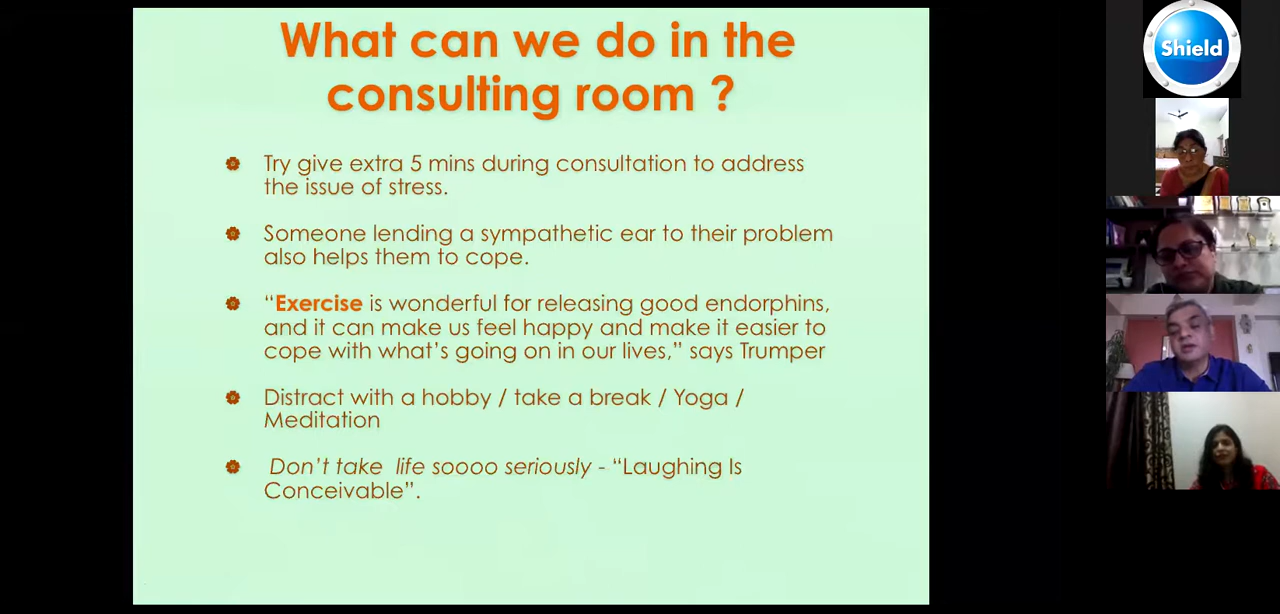 What can we do in the
consulting room ?
Try give extra 5 mins during consultation to address
the issue of stress.
Someone lending a sympathetic ear to their problem
also helps them to cope.
“Exercise is wonderful for releasing good endorphins,
and it can make us feel happy and make it easier to
cope with what’s going on in our lives,” says Trumper
Distract with a hobby / take a break / Yoga /
Meditation
Don’t take life soooo seriously - “Laughing Is
Conceivable”.
Shield